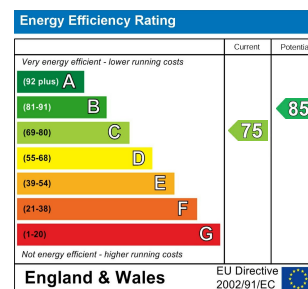 Energy Efficiency Rating
Current
Potentia
Very energy efficient - lower running costs
(92 plus) A
(81-91) B
85
(69-80) C
75
(55-68) D
(39-54) E
(21-38) F
(1-20) G
Not energy efficient - higher running costs
England & Wales
EU Directive
2002/91/EC